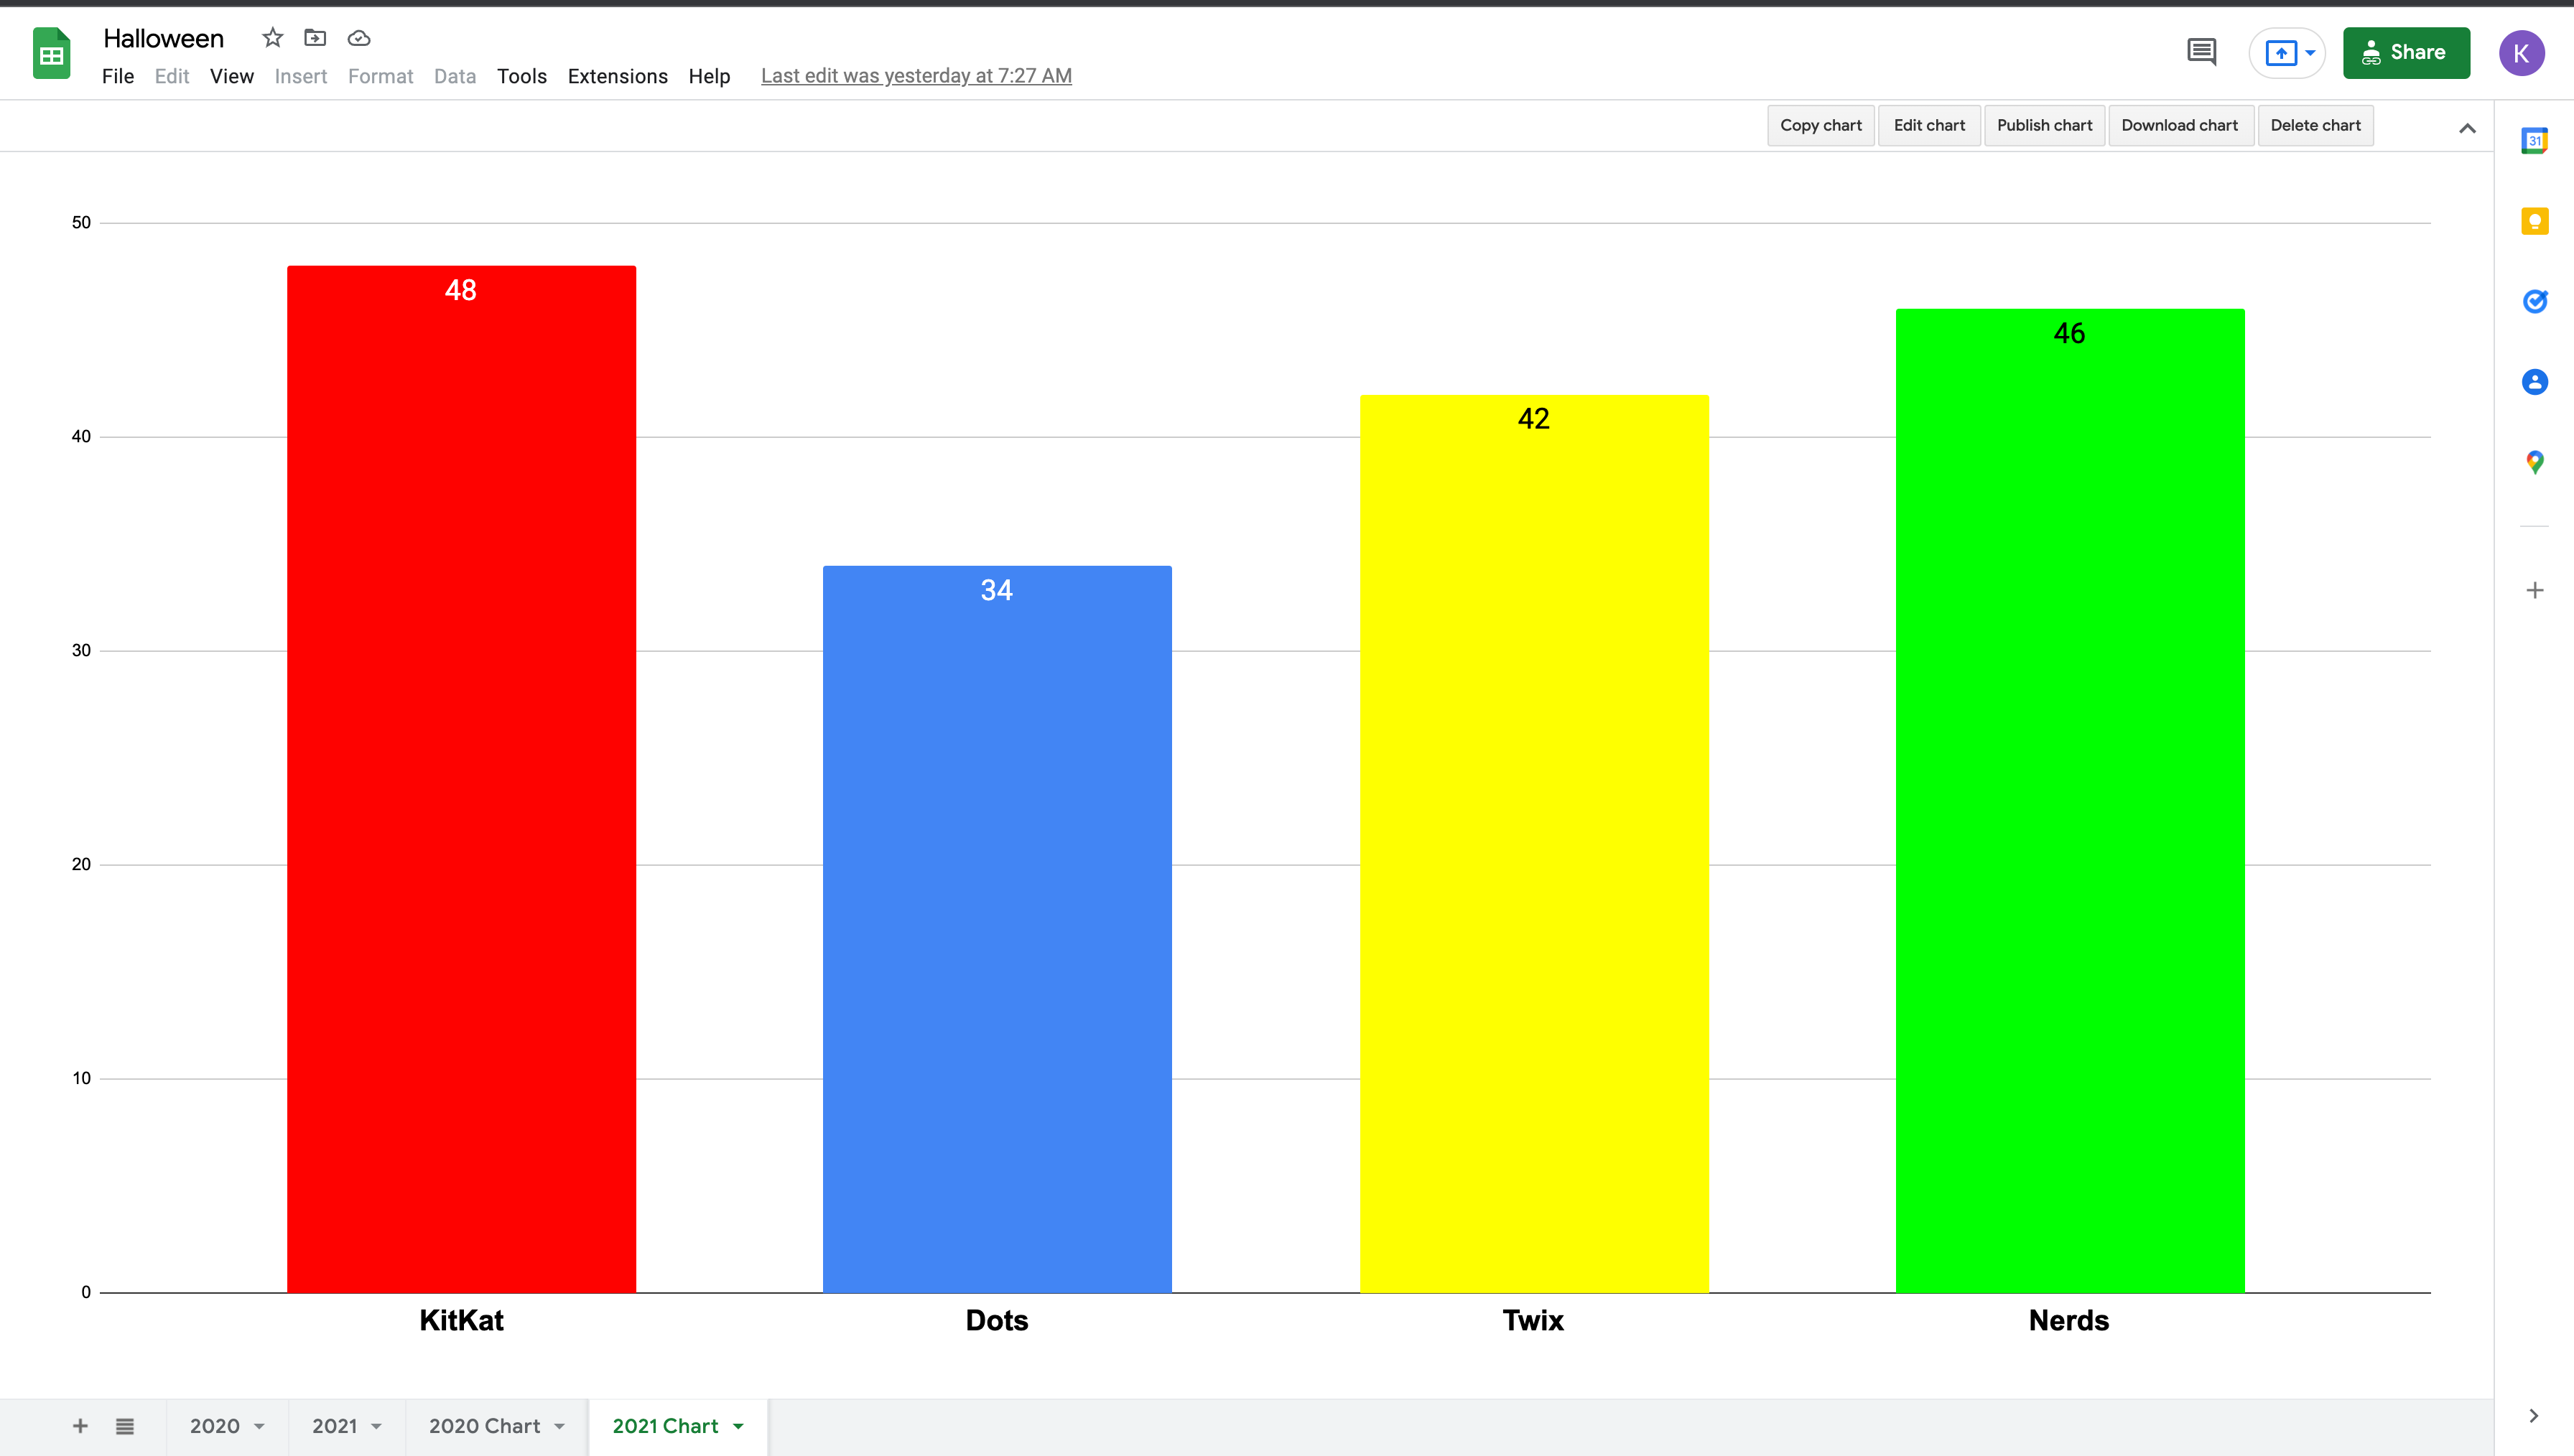 Halloween
File Edit View Insert Format Data Tools Extensions Help Last edit was yesterday at 7:27 AM
Share
K
Copy chart Edit chart Publish chart Download chart Delete chart
31
50
48
46
42
40
34
30
20
10
0
KitKat Dots Twix Nerds
2020 2021 2020 Chart 2021 Chart